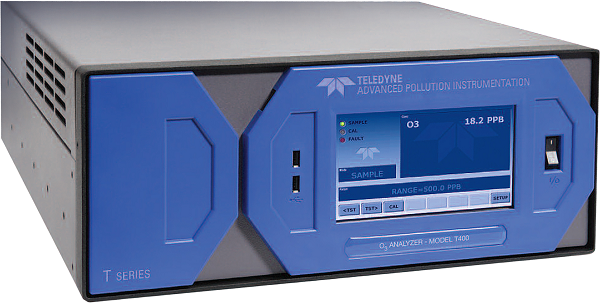 TELEDYNE
ADVANCED POLLUTION INSTRUMENTATION
SAMPLE
CAL
FAULT
Gas
O3
18.2 PPB
SAMPLE
RANGE=500.0 PPB
<TST
TST>
CAL
SETUP
O3 ANALYZER - MODEL T400
T SERIES